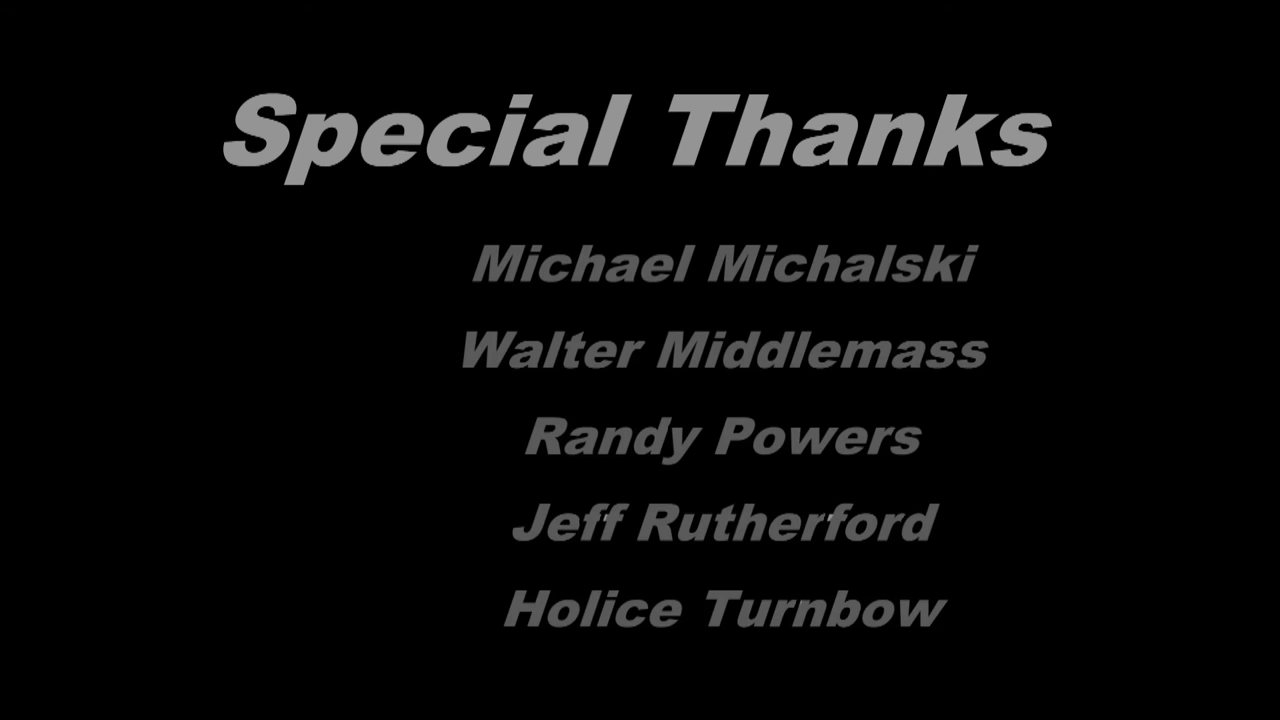 Special Thanks
Michael Michalski
Walter Middlemass
Randy Powers
Jeff Rutherford
Holice Turnbow